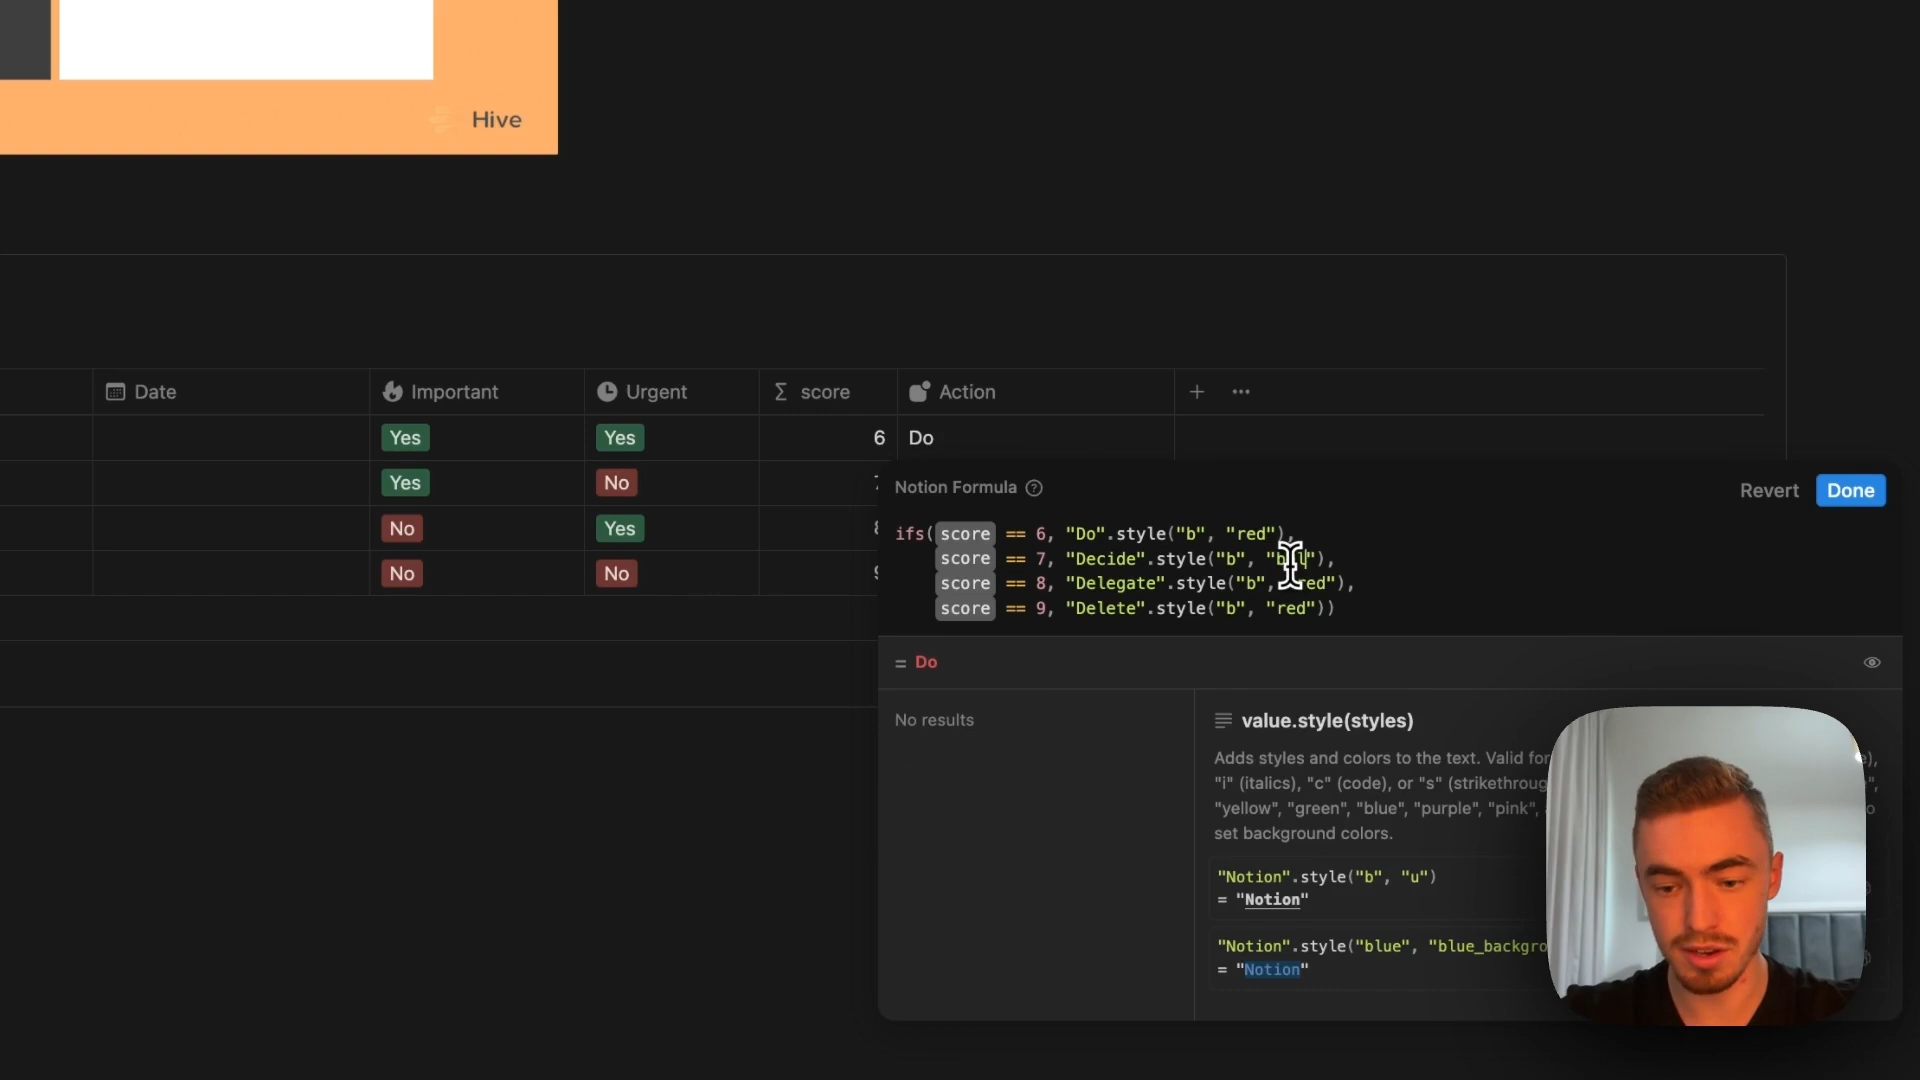 Hive
Date Important Urgent Σ score Action + ...
Yes Yes 6 Do
Yes No
No Yes
No No
Notion Formula ? Revert Done
ifs( score == 6, "Do".style("b", "red"),
score == 7, "Decide".style("b",
score == 8, "Delegate".style("b", red"),
score == 9, "Delete".style("b", "red"))
= Do
No results
value.style(styles)
Adds styles and colors to the text. Valid for
"i" (italics), "c" (code), or "s" (strikethroug
"yellow", "green", "blue", "purple", "pink",
set background colors.
"Notion".style("b", "u")
= "Notion"
"Notion".style("blue", "blue_backgro
= "Notion"